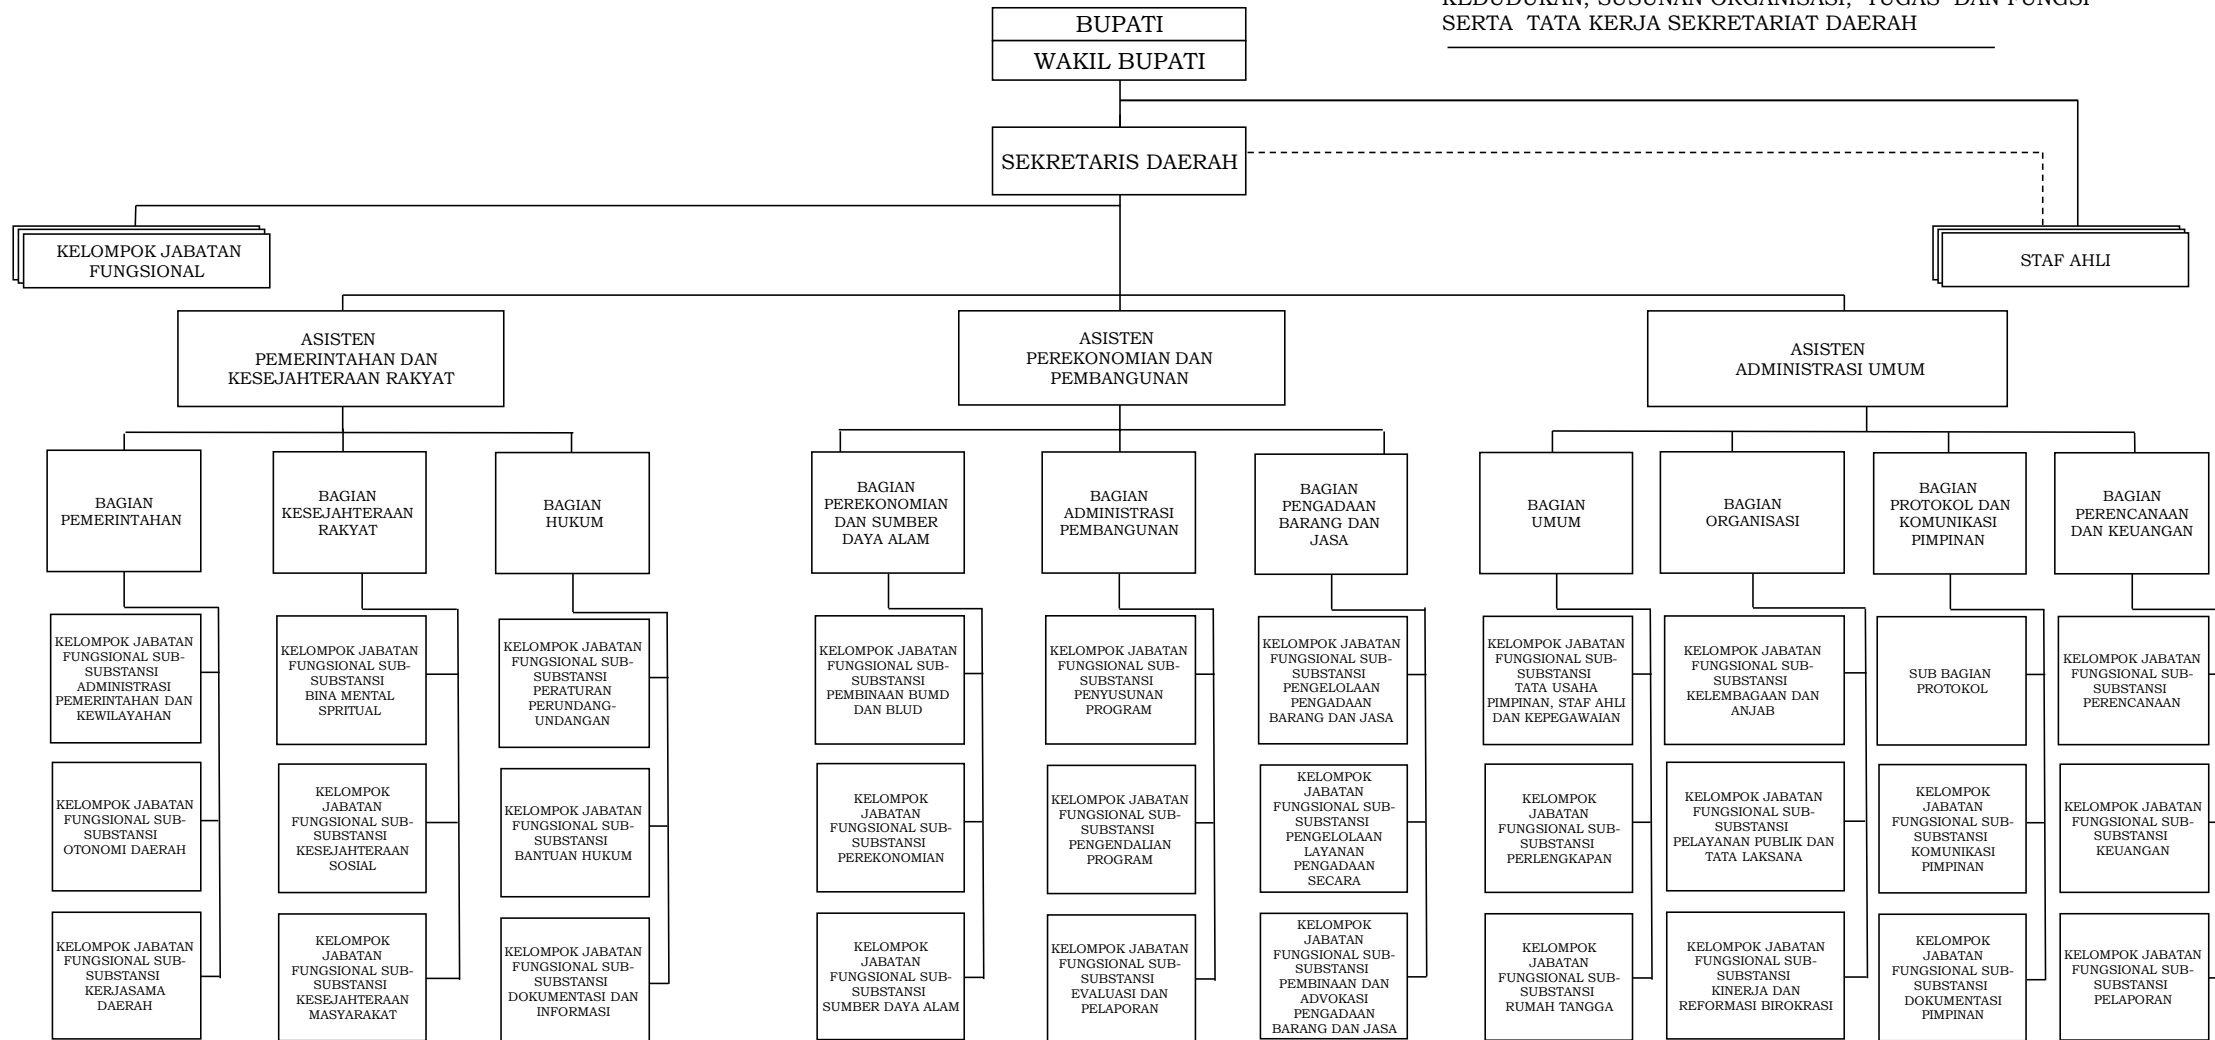 KEDUDUKAN, SUSUNAN ORGANISASI, TUGAS DAN FUNGSI
SERTA TATA KERJA SEKRETARIAT DAERAH
BUPATI
WAKIL BUPATI
SEKRETARIS DAERAH
KELOMPOK JABATAN
FUNGSIONAL
STAF AHLI
ASISTEN
PEMERINTAHAN DAN
KESEJAHTERAAN RAKYAT
ASISTEN
PEREKONOMIAN DAN
PEMBANGUNAN
ASISTEN
ADMINISTRASI UMUM
BAGIAN
PEMERINTAHAN
BAGIAN
KESEJAHTERAAN
RAKYAT
BAGIAN
HUKUM
BAGIAN
PEREKONOMIAN
DAN SUMBER
DAYA ALAM
BAGIAN
ADMINISTRASI
PEMBANGUNAN
BAGIAN
PENGADAAN
BARANG DAN
JASA
BAGIAN
UMUM
BAGIAN
ORGANISASI
BAGIAN
PROTOKOL DAN
KOMUNIKASI
PIMPINAN
BAGIAN
PERENCANAAN
DAN KEUANGAN
KELOMPOK JABATAN
FUNGSIONAL SUB-
SUBSTANSI
ADMINISTRASI
PEMERINTAHAN DAN
KEWILAYAHAN
KELOMPOK JABATAN
FUNGSIONAL SUB-
SUBSTANSI
BINA MENTAL
SPRITUAL
KELOMPOK JABATAN
FUNGSIONAL SUB-
SUBSTANSI
PERATURAN
PERUNDANG-
UNDANGAN
KELOMPOK JABATAN
FUNGSIONAL SUB-
SUBSTANSI
PEMBINAAN BUMD
DAN BLUD
KELOMPOK JABATAN
FUNGSIONAL SUB-
SUBSTANSI
PENYUSUNAN
PROGRAM
KELOMPOK JABATAN
FUNGSIONAL SUB-
SUBSTANSI
PENGELOLAAN
PENGADAAN
BARANG DAN JASA
KELOMPOK JABATAN
FUNGSIONAL SUB-
SUBSTANSI
TATA USAHA
PIMPINAN, STAF AHLI
DAN KEPEGAWAIAN
KELOMPOK JABATAN
FUNGSIONAL SUB-
SUBSTANSI
KELEMBAGAAN DAN
ANJAB
SUB BAGIAN
PROTOKOL
KELOMPOK JABATAN
FUNGSIONAL SUB-
SUBSTANSI
PERENCANAAN
KELOMPOK JABATAN
FUNGSIONAL SUB-
SUBSTANSI
OTONOMI DAERAH
KELOMPOK
JABATAN
FUNGSIONAL SUB-
SUBSTANSI
KESEJAHTERAAN
SOSIAL
KELOMPOK JABATAN
FUNGSIONAL SUB-
SUBSTANSI
BANTUAN HUKUM
KELOMPOK
JABATAN
FUNGSIONAL SUB-
SUBSTANSI
PEREKONOMIAN
KELOMPOK JABATAN
FUNGSIONAL SUB-
SUBSTANSI
PENGENDALIAN
PROGRAM
KELOMPOK
JABATAN
FUNGSIONAL SUB-
SUBSTANSI
PENGELOLAAN
LAYANAN
PENGADAAN
SECARA
KELOMPOK
JABATAN
FUNGSIONAL SUB-
SUBSTANSI
PERLENGKAPAN
KELOMPOK JABATAN
FUNGSIONAL SUB-
SUBSTANSI
PELAYANAN PUBLIK DAN
TATA LAKSANA
KELOMPOK
JABATAN
FUNGSIONAL SUB-
SUBSTANSI
KOMUNIKASI
PIMPINAN
KELOMPOK JABATAN
FUNGSIONAL SUB-
SUBSTANSI
KEUANGAN
KELOMPOK JABATAN
FUNGSIONAL SUB-
SUBSTANSI
KERJASAMA
DAERAH
KELOMPOK
JABATAN
FUNGSIONAL SUB-
SUBSTANSI
KESEJAHTERAAN
MASYARAKAT
KELOMPOK JABATAN
FUNGSIONAL SUB-
SUBSTANSI
DOKUMENTASI DAN
INFORMASI
KELOMPOK
JABATAN
FUNGSIONAL SUB-
SUBSTANSI
SUMBER DAYA ALAM
KELOMPOK JABATAN
FUNGSIONAL SUB-
SUBSTANSI
EVALUASI DAN
PELAPORAN
KELOMPOK
JABATAN
FUNGSIONAL SUB-
SUBSTANSI
PEMBINAAN DAN
ADVOKASI
PENGADAAN
BARANG DAN JASA
KELOMPOK
JABATAN
FUNGSIONAL SUB-
SUBSTANSI
RUMAH TANGGA
KELOMPOK JABATAN
FUNGSIONAL SUB-
SUBSTANSI
KINERJA DAN
REFORMASI BIROKRASI
KELOMPOK
JABATAN
FUNGSIONAL SUB-
SUBSTANSI
DOKUMENTASI
PIMPINAN
KELOMPOK JABATAN
FUNGSIONAL SUB-
SUBSTANSI
PELAPORAN